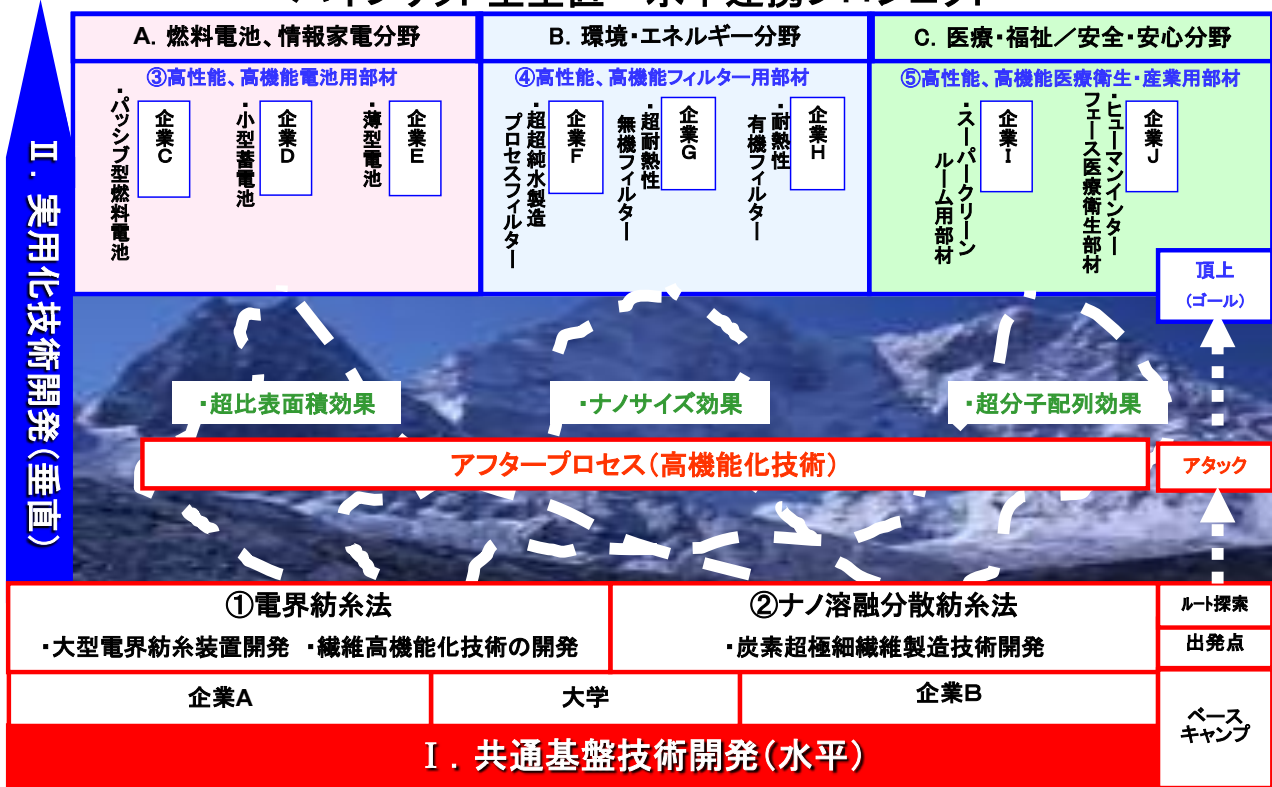 A. 燃料電池、情報家電分野
B. 環境・エネルギー分野
C. 医療・福祉／安全・安心分野
③高性能、高機能電池用部材
④高性能、高機能フィルター用部材
⑤高性能、高機能医療衛生・産業用部材
・パッシブ型燃料電池
企業C
・小型蓄電池
企業D
・薄型電池
企業E
・超超純水製造
プロセスフィルター
企業F
・超耐熱性
無機フィルター
企業G
・耐熱性
有機フィルター
企業H
・スーパークリーン
ルーム用部材
企業I
・ヒューマンインター
フェース医療衛生部材
企業J
Ⅱ. 実用化技術開発(垂直)
頂上
(ゴール)
・超比表面積効果
・ナノサイズ効果
・超分子配列効果
アフタープロセス(高機能化技術)
アタック
①電界紡糸法
・大型電界紡糸装置開発 ・繊維高機能化技術の開発
②ナノ溶融分散紡糸法
・炭素超極細繊維製造技術開発
ルート探索
出発点
企業A
大学
企業B
ベース
キャンプ
Ⅰ. 共通基盤技術開発(水平)